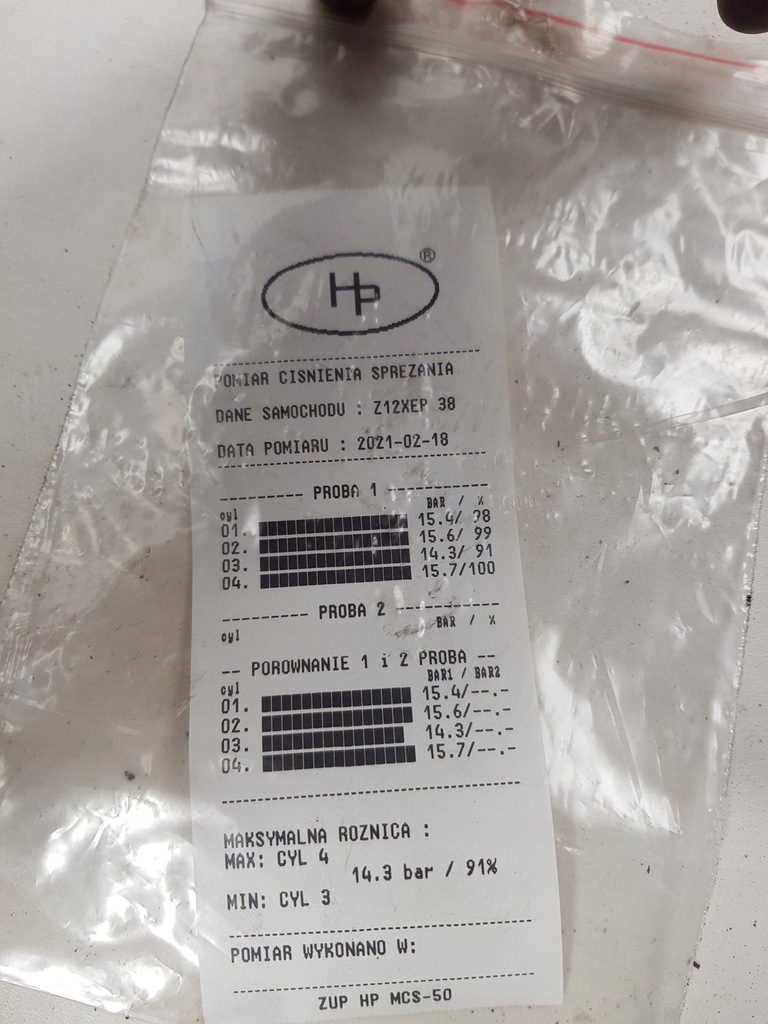 HP ®
POMIAR CISNIENIA SPREZANIA
DANE SAMOCHODU : Z12XEP 38
DATA POMIARU : 2021-02-18
--------- PROBA 1 ---------
cyl BAR / %
01. 15.4/ 98
02. 15.6/ 99
03. 14.3/ 91
04. 15.7/100
--------- PROBA 2 ---------
cyl BAR / %
-- POROWNANIE 1 i 2 PROBA --
cyl BAR1 / BAR2
01. 15.4/--.-
02. 15.6/--.-
03. 14.3/--.-
04. 15.7/--.-
MAKSYMALNA ROZNICA :
MAX: CYL 4
14.3 bar / 91%
MIN: CYL 3
POMIAR WYKONANO W:
ZUP HP MCS-50